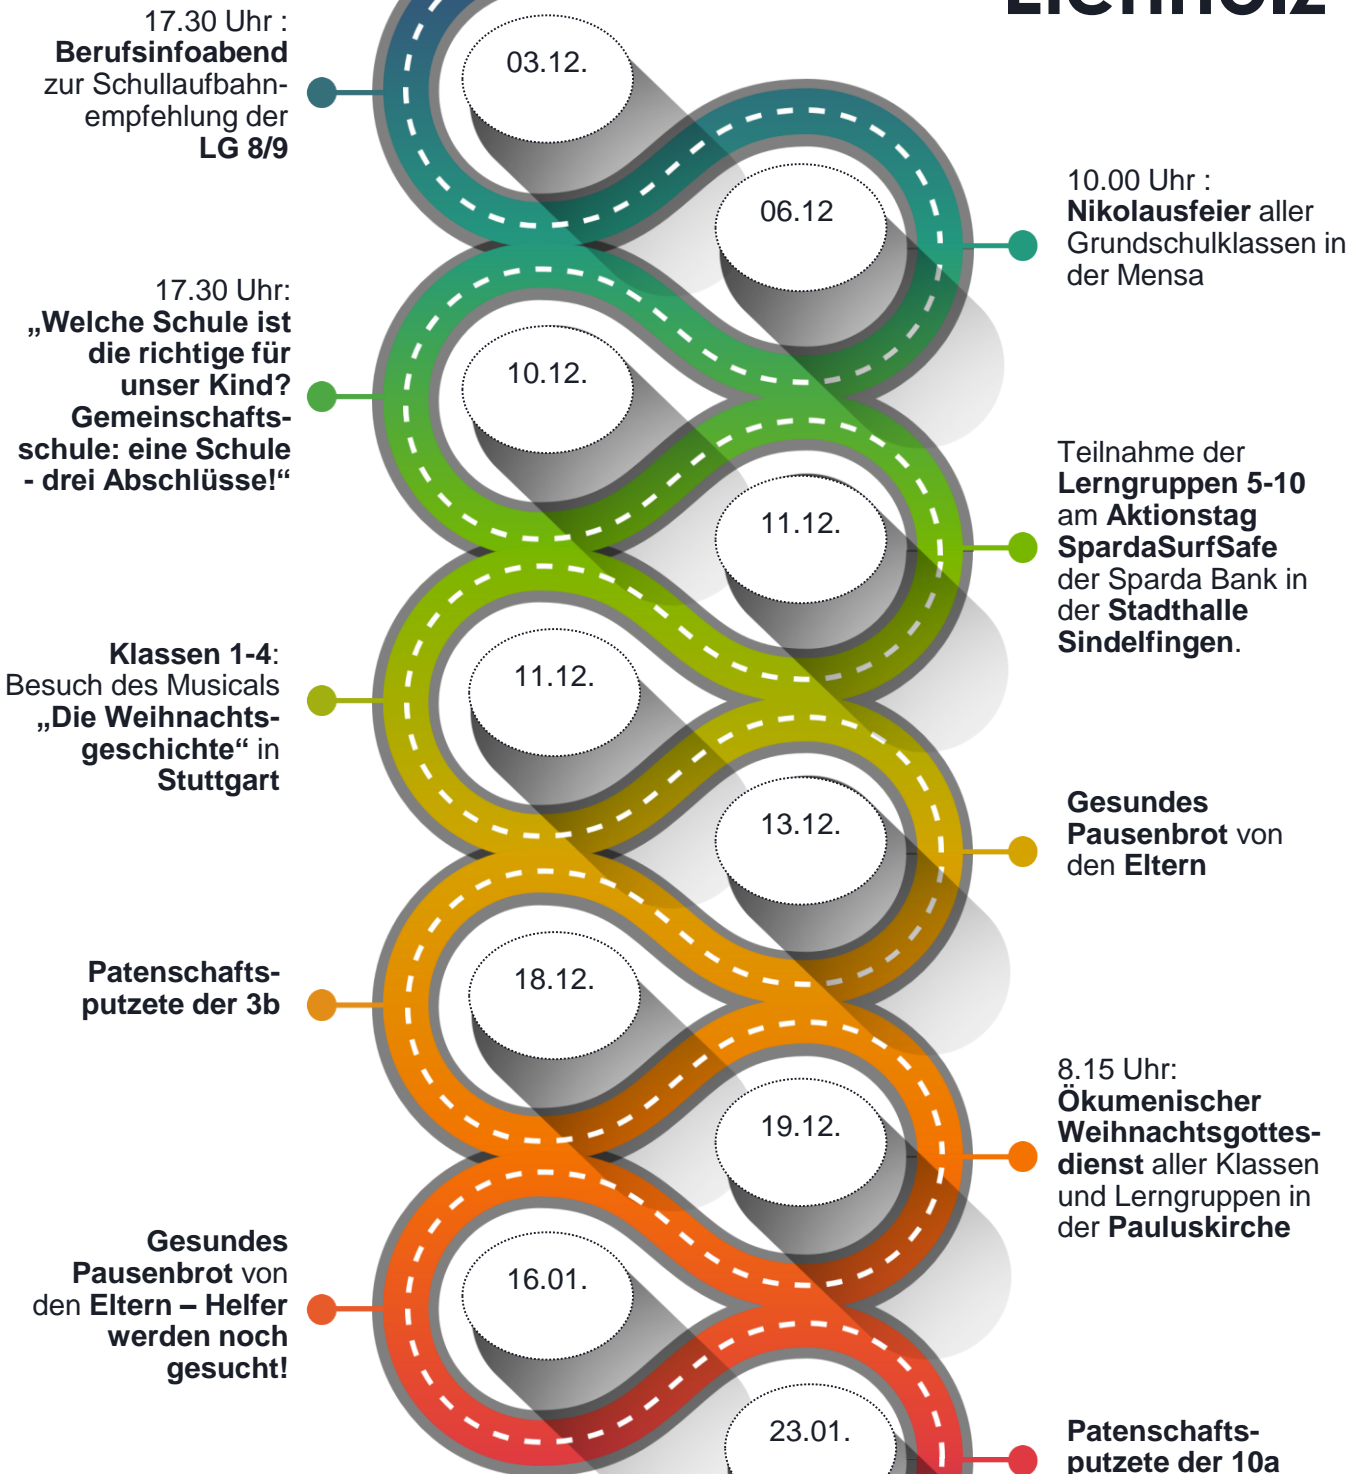 17.30 Uhr :
Berufsinfoabend
zur Schullaufbahn-
empfehlung der
LG 8/9
03.12.
06.12
10.00 Uhr :
Nikolausfeier aller
Grundschulklassen in
der Mensa
17.30 Uhr:
„Welche Schule ist
die richtige für
unser Kind?
Gemeinschafts-
schule: eine Schule
- drei Abschlüsse!“
10.12.
11.12.
Teilnahme der
Lerngruppen 5-10
am Aktionstag
SpardaSurfSafe
der Sparda Bank in
der Stadthalle
Sindelfingen.
Klassen 1-4:
Besuch des Musicals
„Die Weihnachts-
geschichte“ in
Stuttgart
11.12.
13.12.
Gesundes
Pausenbrot von
den Eltern
Patenschafts-
putzete der 3b
18.12.
19.12.
8.15 Uhr:
Ökumenischer
Weihnachtsgottes-
dienst aller Klassen
und Lerngruppen in
der Pauluskirche
Gesundes
Pausenbrot von
den Eltern – Helfer
werden noch
gesucht!
16.01.
23.01.
Patenschafts-
putzete der 10a